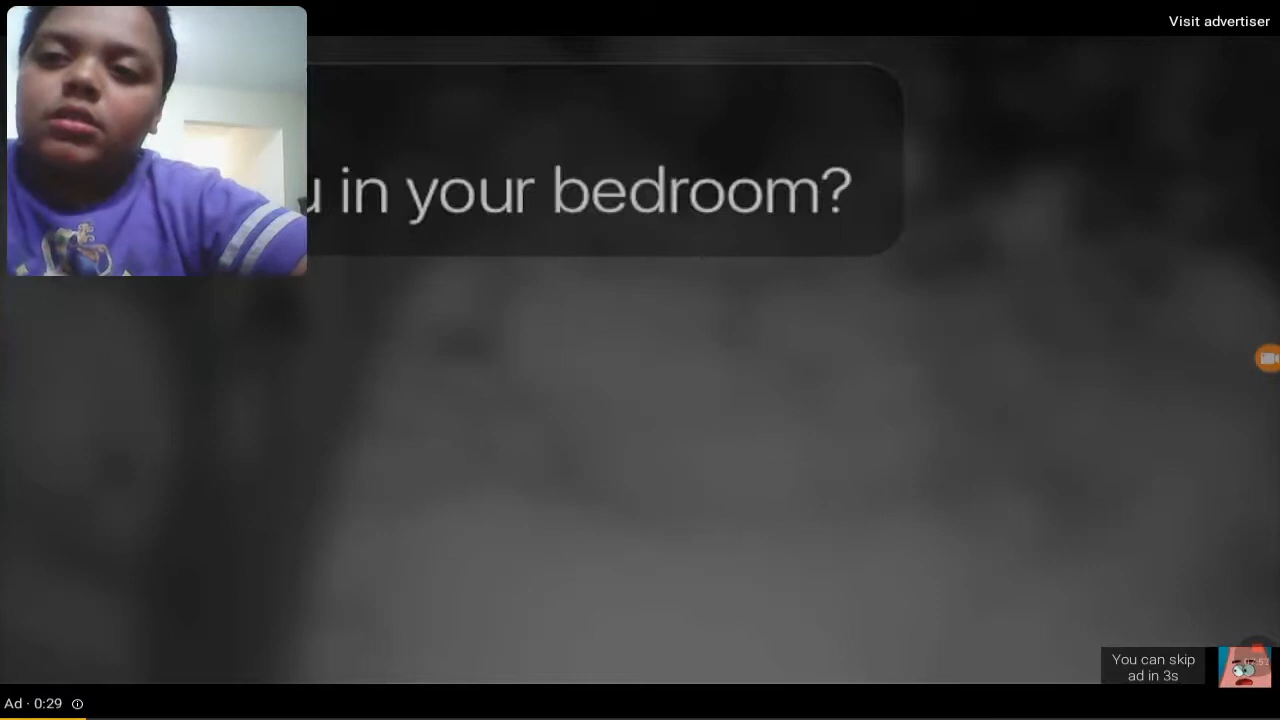 Visit advertiser
u in your bedroom?
You can skip
ad in 3s
Ad · 0:29